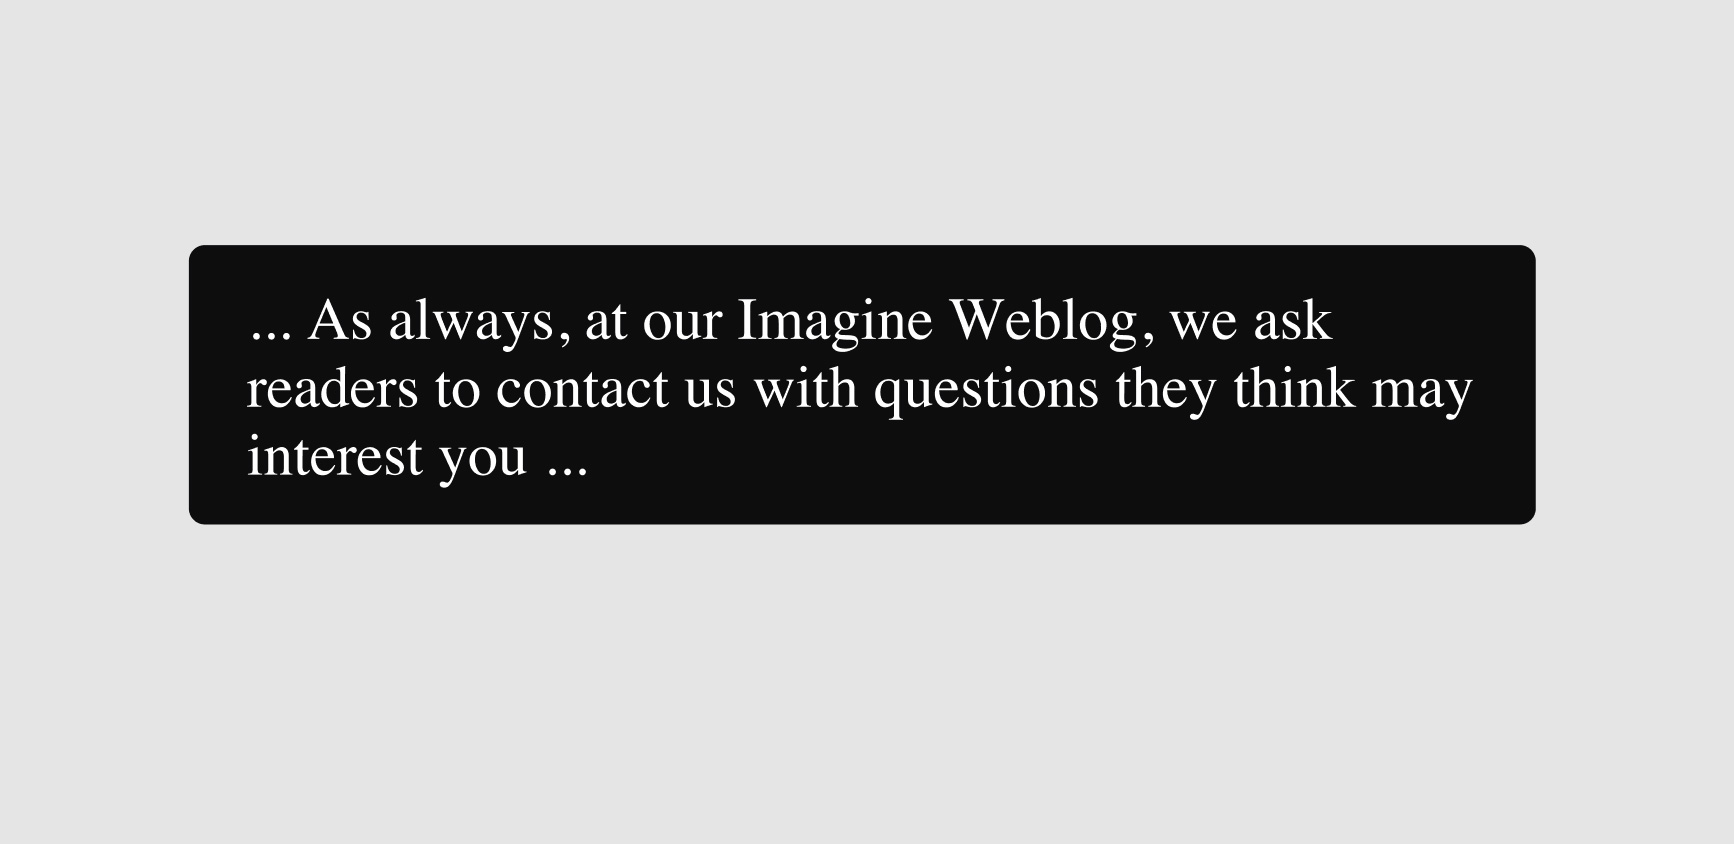 ... As always, at our Imagine Weblog, we ask
readers to contact us with questions they think may
interest you ...